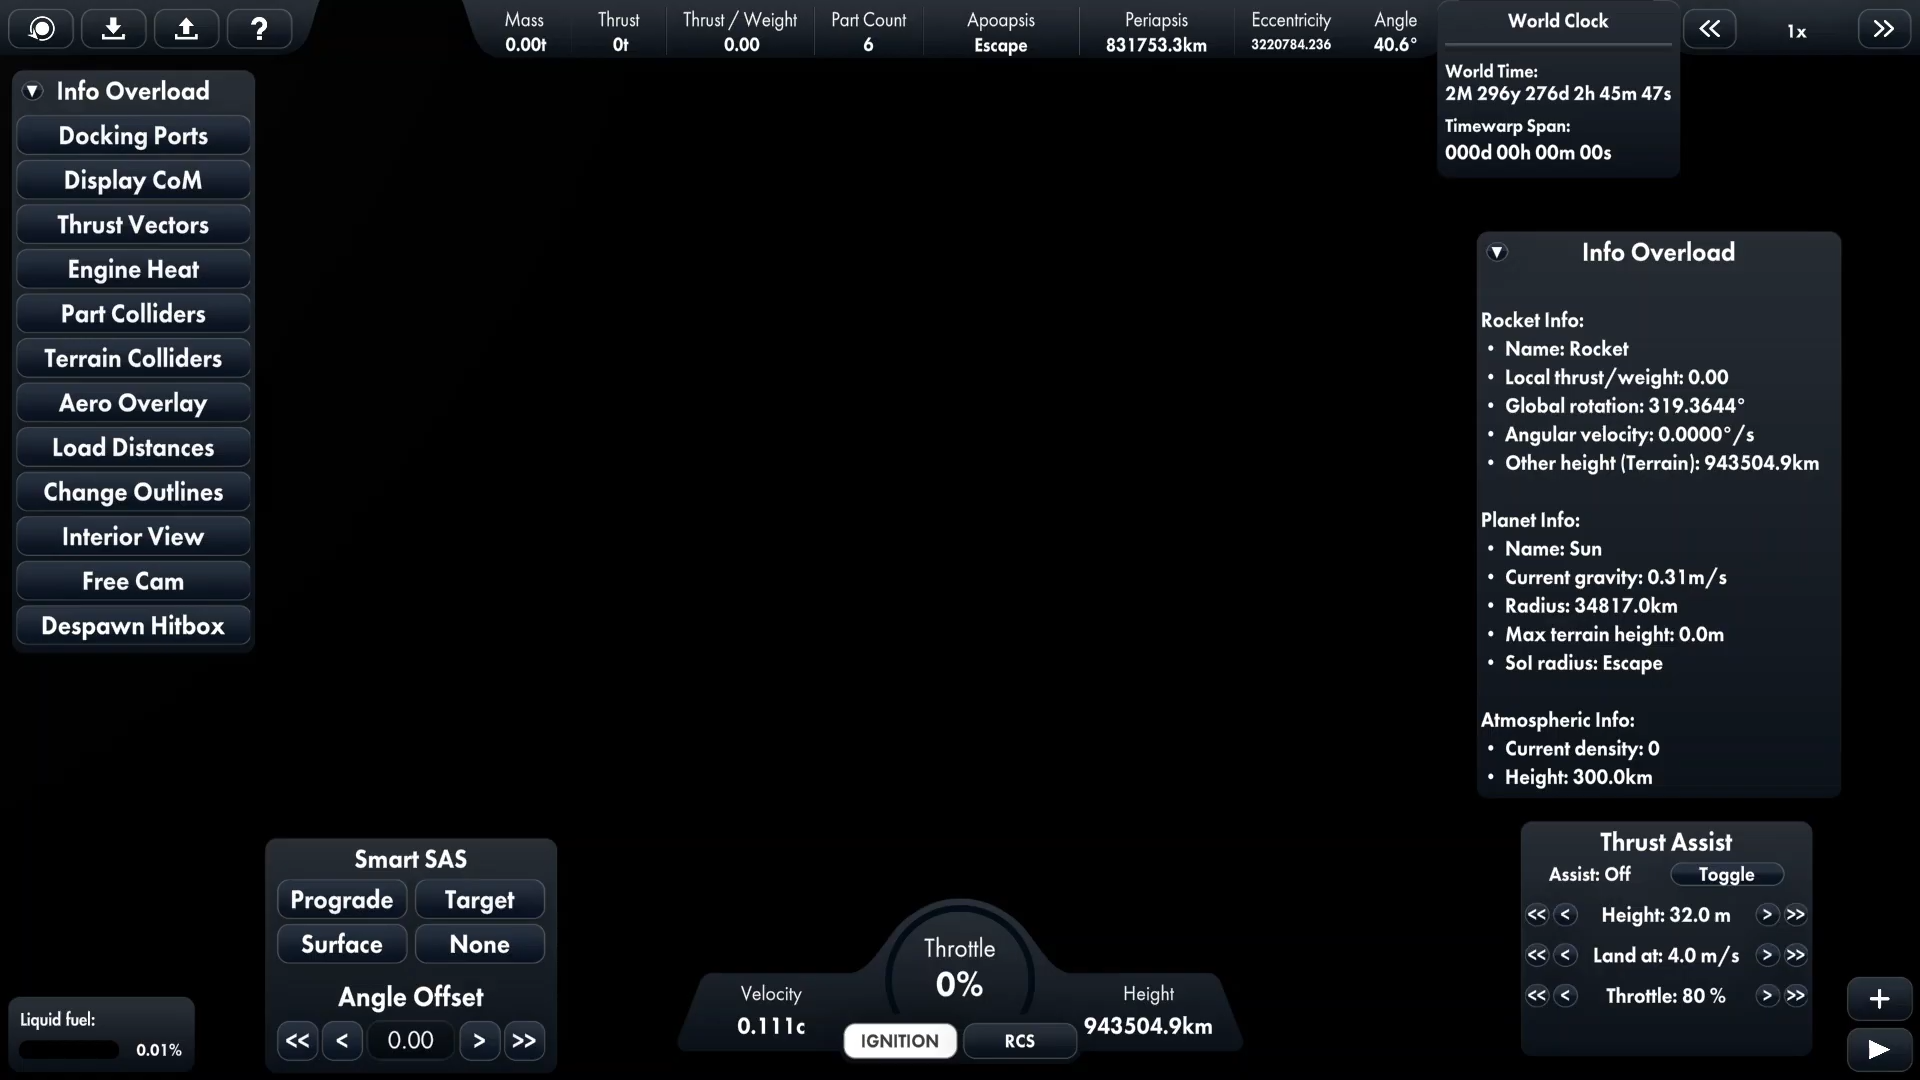 ?
Mass
0.00t
Thrust
0t
Thrust / Weight
0.00
Part Count
6
Apoapsis
Escape
Periapsis
831753.3km
Eccentricity
3220784.236
Angle
40.6°
World Clock
World Time:
2M 296y 276d 2h 45m 47s
Timewarp Span:
000d 00h 00m 00s
1x
Info Overload
Docking Ports
Display CoM
Thrust Vectors
Engine Heat
Part Colliders
Terrain Colliders
Aero Overlay
Load Distances
Change Outlines
Interior View
Free Cam
Despawn Hitbox
Info Overload
Rocket Info:
• Name: Rocket
• Local thrust/weight: 0.00
• Global rotation: 319.3644°
• Angular velocity: 0.0000°/s
• Other height (Terrain): 943504.9km
Planet Info:
• Name: Sun
• Current gravity: 0.31m/s
• Radius: 34817.0km
• Max terrain height: 0.0m
• SoI radius: Escape
Atmospheric Info:
• Current density: 0
• Height: 300.0km
Smart SAS
Prograde Target
Surface None
Angle Offset
<< < 0.00 > >>
Liquid fuel:
0.01%
Throttle
0%
Velocity
0.111c
Height
943504.9km
IGNITION RCS
Thrust Assist
Assist: Off Toggle
<< < Height: 32.0 m > >>
<< < Land at: 4.0 m/s > >>
<< < Throttle: 80 % > >>